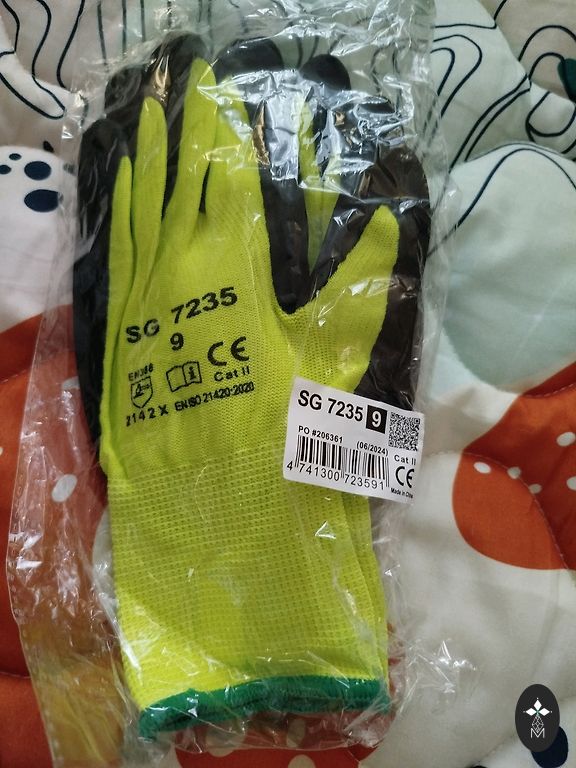 SG 7235
9
EN388
CE
Cat II
2142X
EN ISO 21420:2020
SG 7235 9
PO #206361
(06/2024)
Cat II
CE
4 741300 723591
Made in China
M